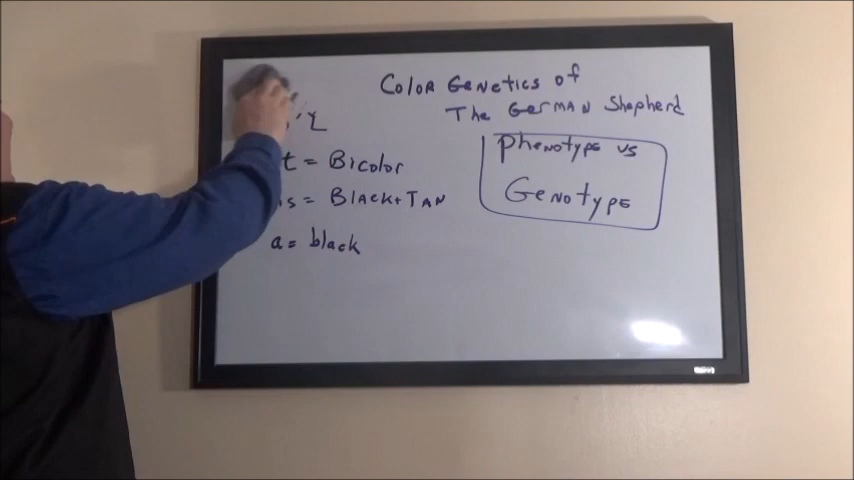 Color Genetics of
The German Shepherd
Phenotype vs
Genotype
t = Bicolor
s = Black + Tan
a = black